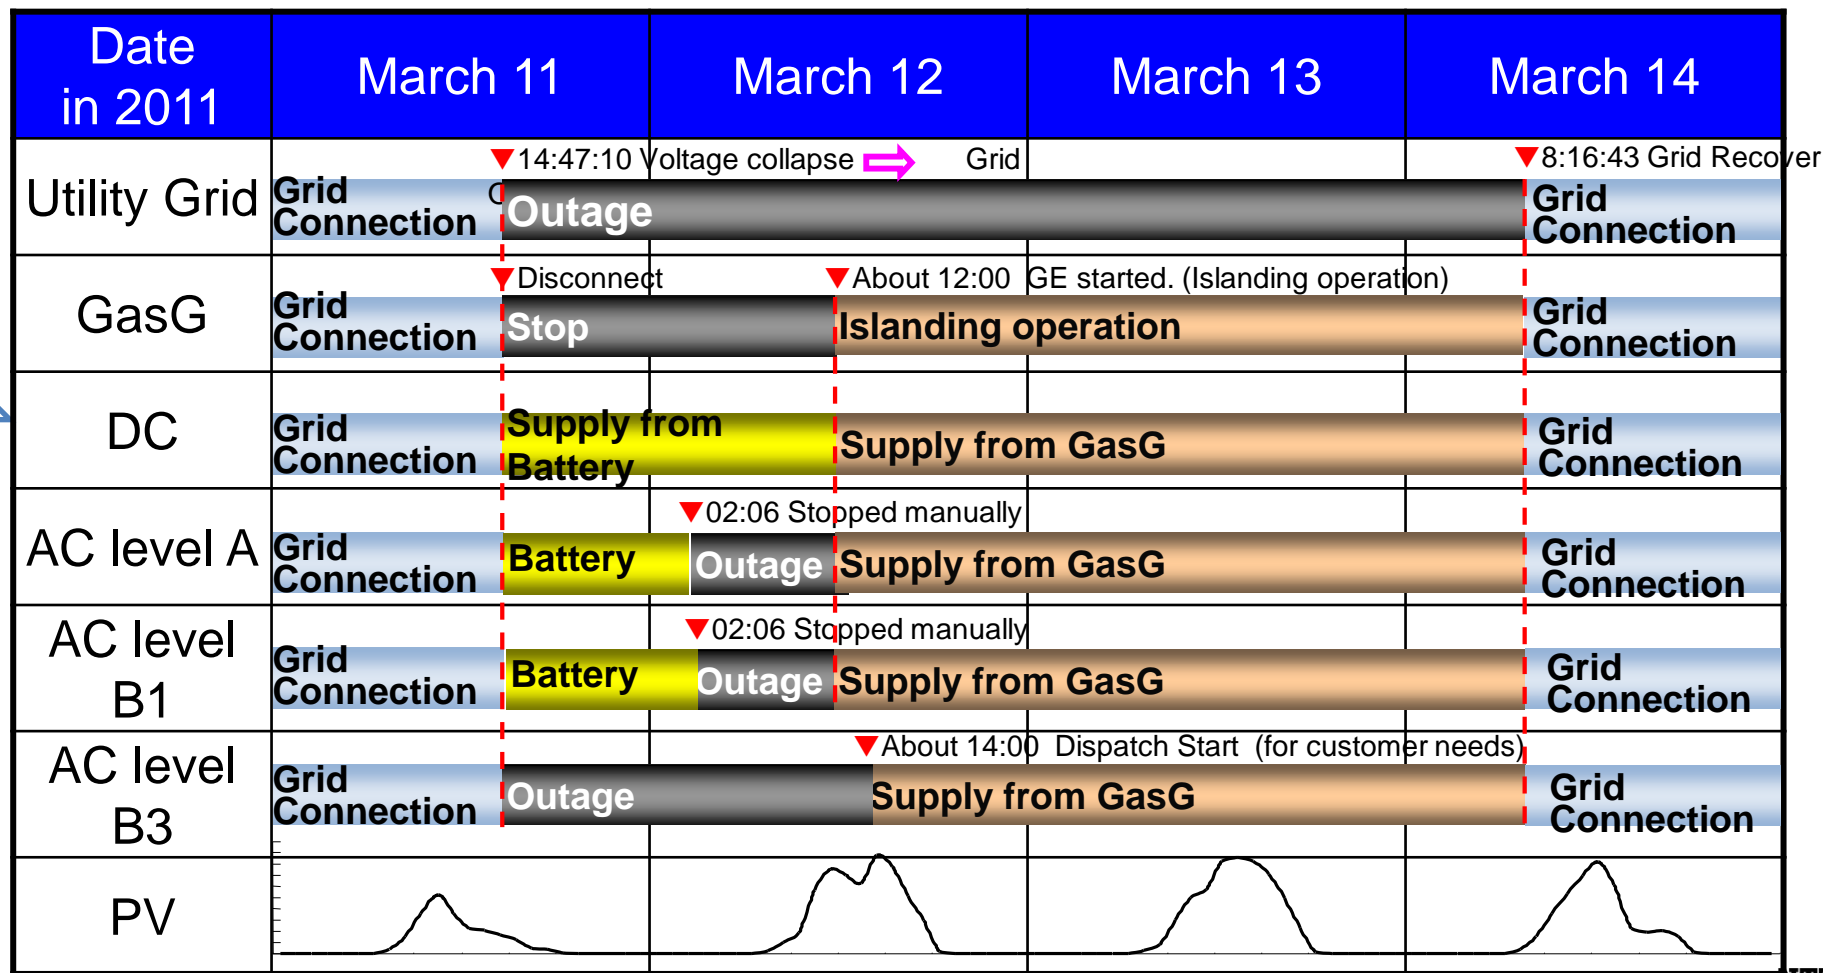 Date
in 2011
March 11
March 12
March 13
March 14
Utility Grid
14:47:10 Voltage collapse
Grid
8:16:43 Grid Recover
Grid
Connection
Outage
Grid
Connection
GasG
Disconnect
About 12:00 GE started. (Islanding operation)
Grid
Connection
Stop
Islanding operation
Grid
Connection
DC
Grid
Connection
Supply from
Battery
Supply from GasG
Grid
Connection
AC level A
02:06 Stopped manually
Grid
Connection
Battery
Outage
Supply from GasG
Grid
Connection
AC level
B1
02:06 Stopped manually
Grid
Connection
Battery
Outage
Supply from GasG
Grid
Connection
AC level
B3
About 14:00 Dispatch Start (for customer needs)
Grid
Connection
Outage
Supply from GasG
Grid
Connection
PV